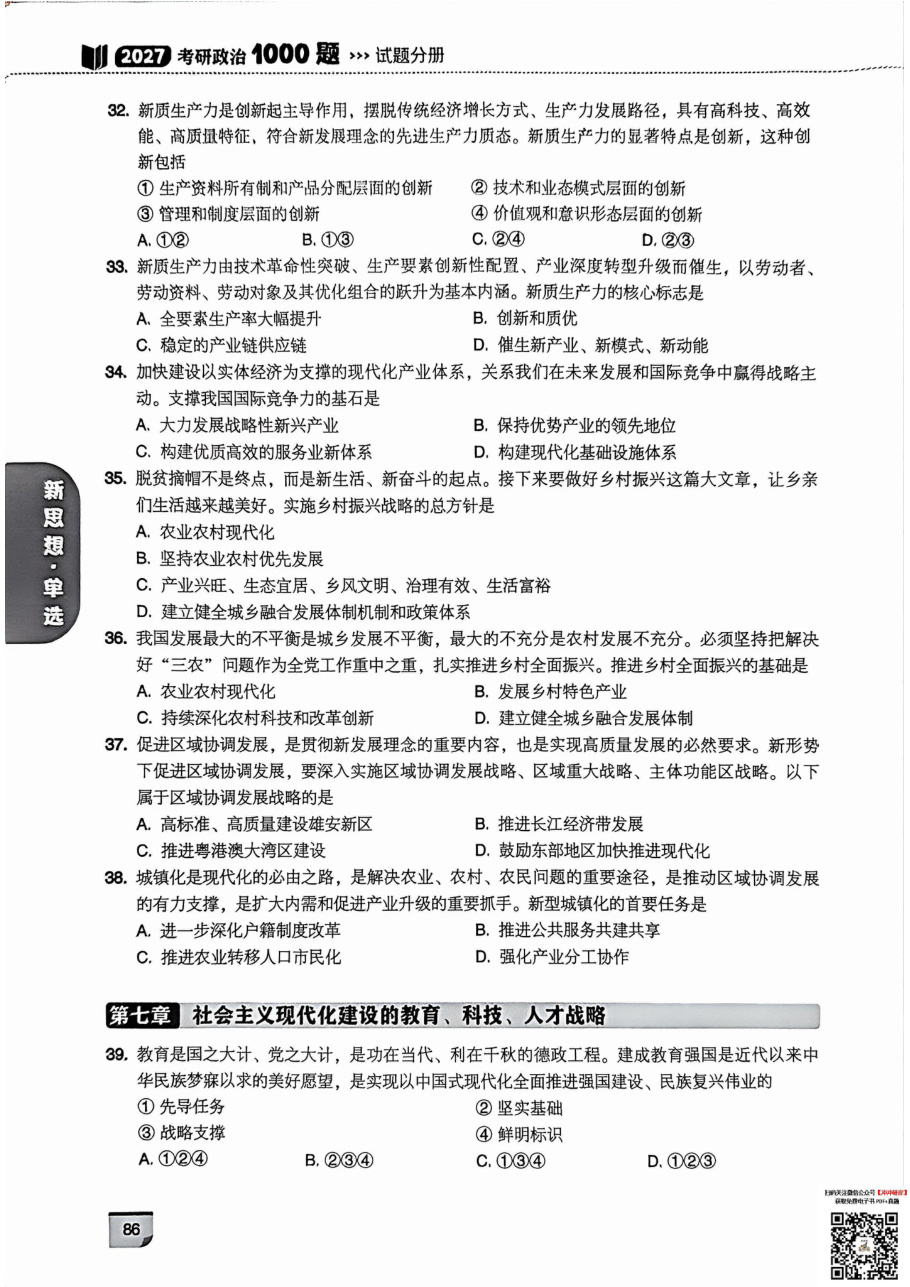 2027 考研政治1000题 >>> 试题分册
32. 新质生产力是创新起主导作用，摆脱传统经济增长方式、生产力发展路径，具有高科技、高效
能、高质量特征，符合新发展理念的先进生产力质态。新质生产力的显著特点是创新，这种创
新包括
① 生产资料所有制和产品分配层面的创新 ② 技术和业态模式层面的创新
③ 管理和制度层面的创新 ④ 价值观和意识形态层面的创新
A. ①② B. ①③ C. ②④ D. ②③
33. 新质生产力由技术革命性突破、生产要素创新性配置、产业深度转型升级而催生，以劳动者、
劳动资料、劳动对象及其优化组合的跃升为基本内涵。新质生产力的核心标志是
A. 全要素生产率大幅提升 B. 创新和质优
C. 稳定的产业链供应链 D. 催生新产业、新模式、新动能
34. 加快建设以实体经济为支撑的现代化产业体系，关系我们在未来发展和国际竞争中赢得战略主
动。支撑我国国际竞争力的基石是
A. 大力发展战略性新兴产业 B. 保持优势产业的领先地位
C. 构建优质高效的服务业新体系 D. 构建现代化基础设施体系
35. 脱贫摘帽不是终点，而是新生活、新奋斗的起点。接下来要做好乡村振兴这篇大文章，让乡亲
们生活越来越美好。实施乡村振兴战略的总方针是
A. 农业农村现代化
B. 坚持农业农村优先发展
C. 产业兴旺、生态宜居、乡风文明、治理有效、生活富裕
D. 建立健全城乡融合发展体制机制和政策体系
36. 我国发展最大的不平衡是城乡发展不平衡，最大的不充分是农村发展不充分。必须坚持把解决
好“三农”问题作为全党工作重中之重，扎实推进乡村全面振兴。推进乡村全面振兴的基础是
A. 农业农村现代化 B. 发展乡村特色产业
C. 持续深化农村科技和改革创新 D. 建立健全城乡融合发展体制
37. 促进区域协调发展，是贯彻新发展理念的重要内容，也是实现高质量发展的必然要求。新形势
下促进区域协调发展，要深入实施区域协调发展战略、区域重大战略、主体功能区战略。以下
属于区域协调发展战略的是
A. 高标准、高质量建设雄安新区 B. 推进长江经济带发展
C. 推进粤港澳大湾区建设 D. 鼓励东部地区加快推进现代化
38. 城镇化是现代化的必由之路，是解决农业、农村、农民问题的重要途径，是推动区域协调发展
的有力支撑，是扩大内需和促进产业升级的重要抓手。新型城镇化的首要任务是
A. 进一步深化户籍制度改革 B. 推进公共服务共建共享
C. 推进农业转移人口市民化 D. 强化产业分工协作
第七章 社会主义现代化建设的教育、科技、人才战略
39. 教育是国之大计、党之大计，是功在当代、利在千秋的德政工程。建成教育强国是近代以来中
华民族梦寐以求的美好愿望，是实现以中国式现代化全面推进强国建设、民族复兴伟业的
① 先导任务 ② 坚实基础
③ 战略支撑 ④ 鲜明标识
A. ①②④ B. ②③④ C. ①③④ D. ①②③
新思想·单选
86
扫码关注微信公众号【冲冲研究】
获取免费电子书PDF+真题